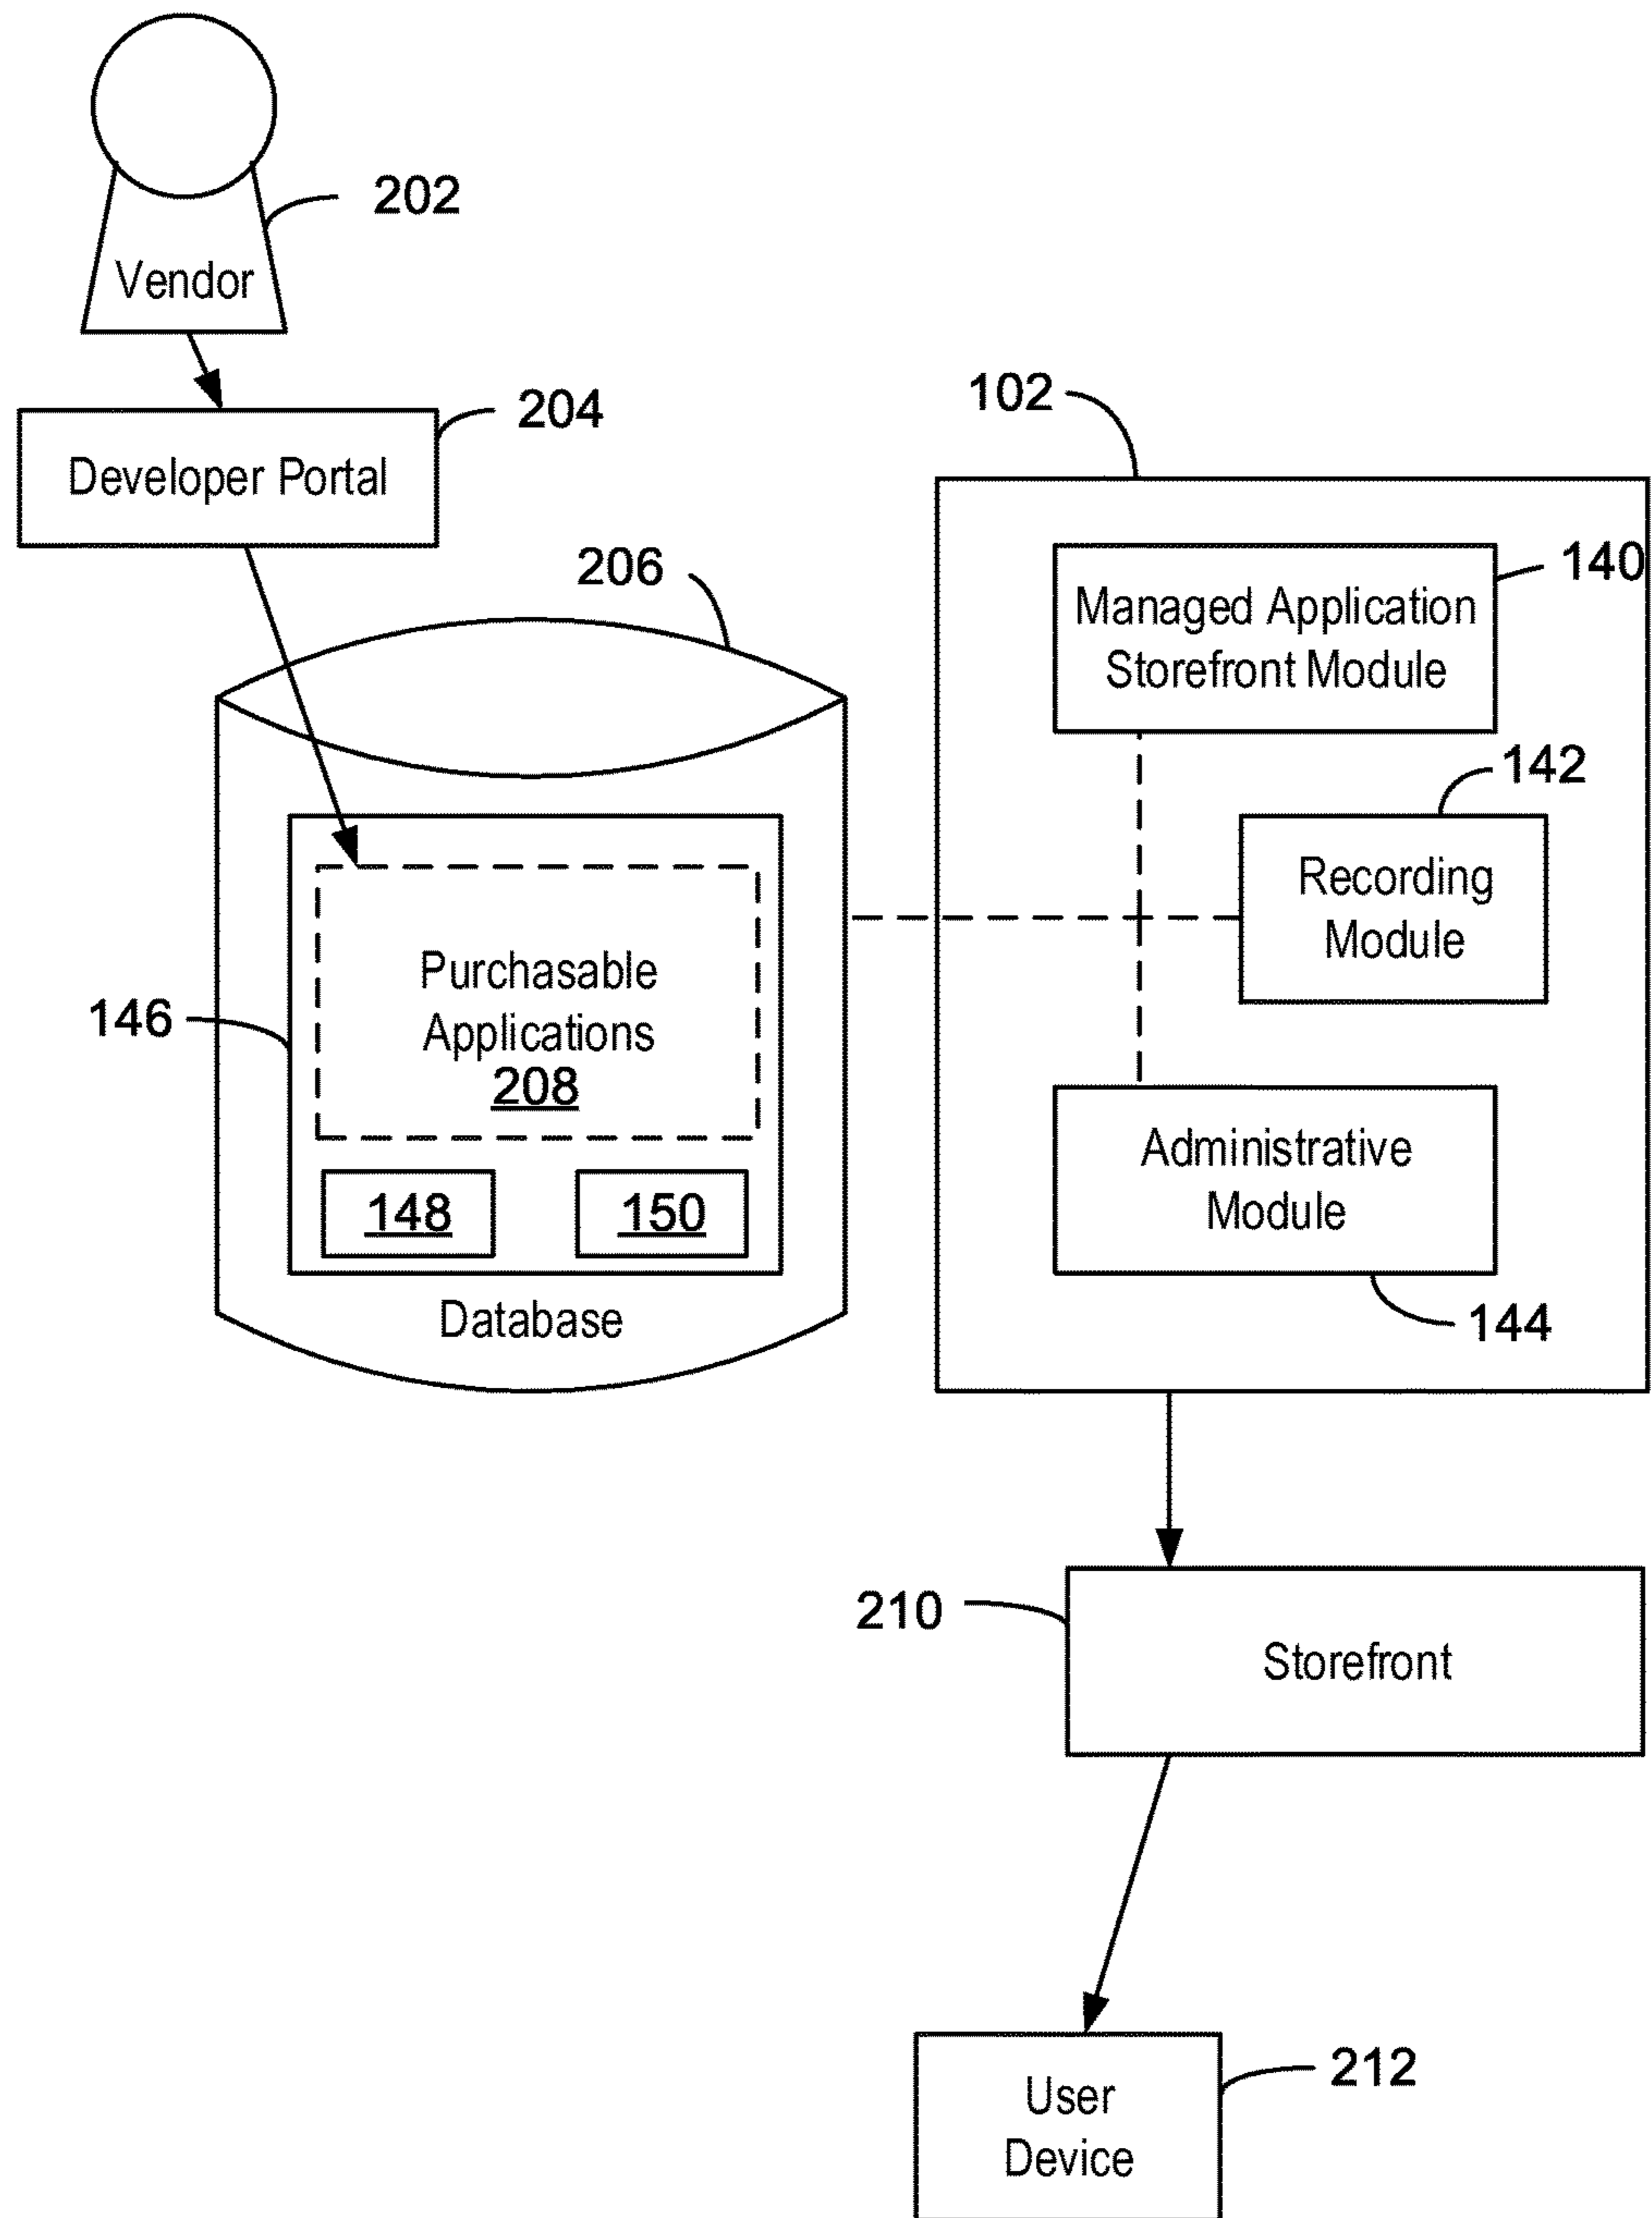 202
Vendor
204
Developer Portal
102
206
140
Managed Application
Storefront Module
142
Recording
Module
146
Purchasable
Applications
208
148
150
Database
Administrative
Module
144
210
Storefront
212
User
Device